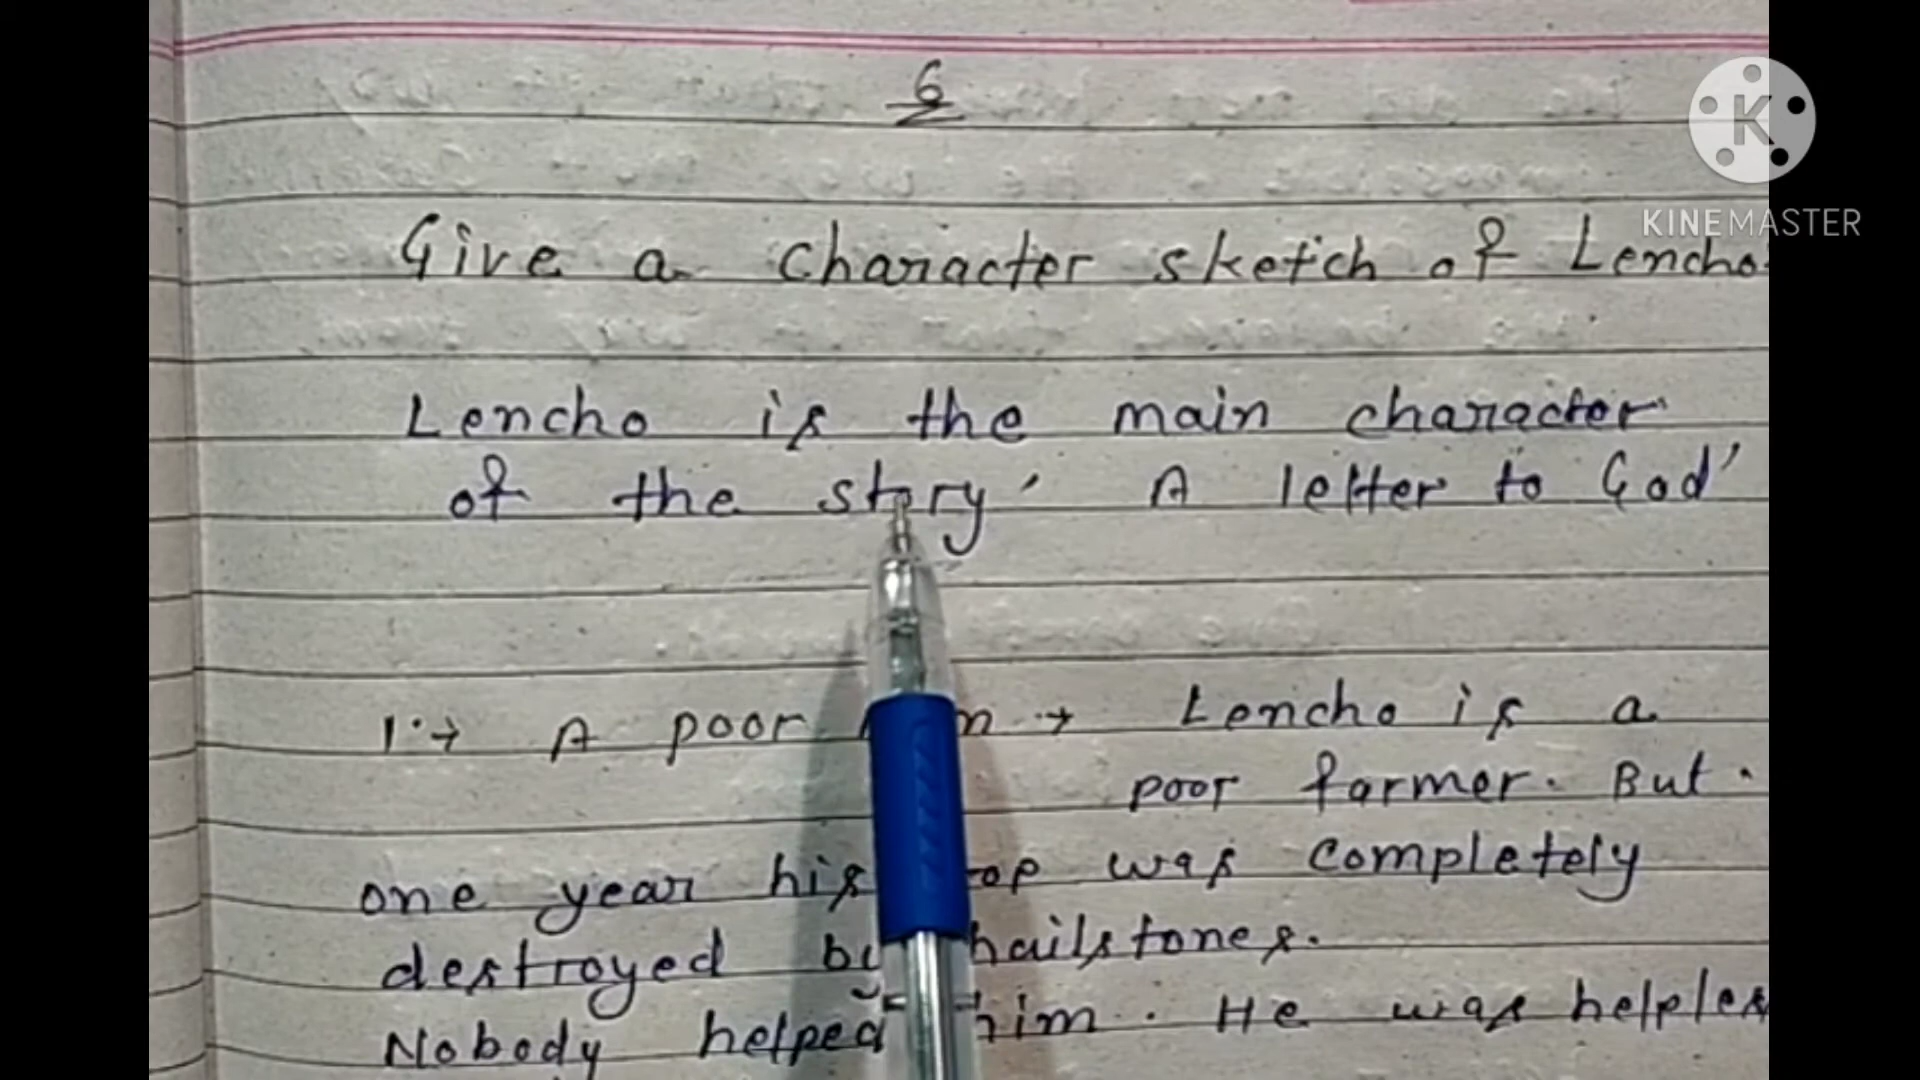 6
Give a character sketch of Lencho.
KINEMASTER
Lencho is the main character
of the story ' A letter to God'
1. → A poor → Lencho is a
poor farmer. But.
one year his was completely
destroyed by hailstones.
Nobody helped him. He was